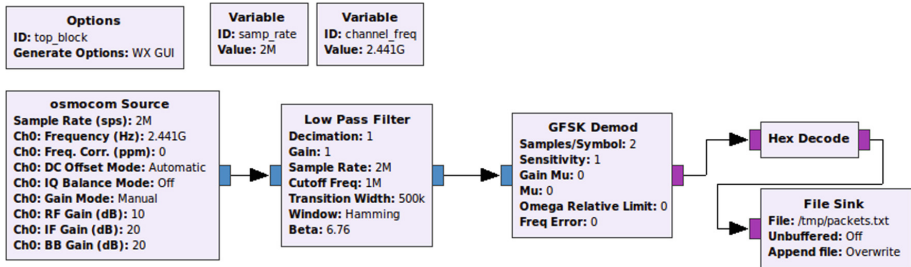 Options
ID: top_block
Generate Options: WX GUI
Variable
ID: samp_rate
Value: 2M
Variable
ID: channel_freq
Value: 2.441G
osmocom Source
Sample Rate (sps): 2M
Ch0: Frequency (Hz): 2.441G
Ch0: Freq. Corr. (ppm): 0
Ch0: DC Offset Mode: Automatic
Ch0: IQ Balance Mode: Off
Ch0: Gain Mode: Manual
Ch0: RF Gain (dB): 10
Ch0: IF Gain (dB): 20
Ch0: BB Gain (dB): 20
Low Pass Filter
Decimation: 1
Gain: 1
Sample Rate: 2M
Cutoff Freq: 1M
Transition Width: 500k
Window: Hamming
Beta: 6.76
GFSK Demod
Samples/Symbol: 2
Sensitivity: 1
Gain Mu: 0
Mu: 0
Omega Relative Limit: 0
Freq Error: 0
Hex Decode
File Sink
File: /tmp/packets.txt
Unbuffered: Off
Append file: Overwrite